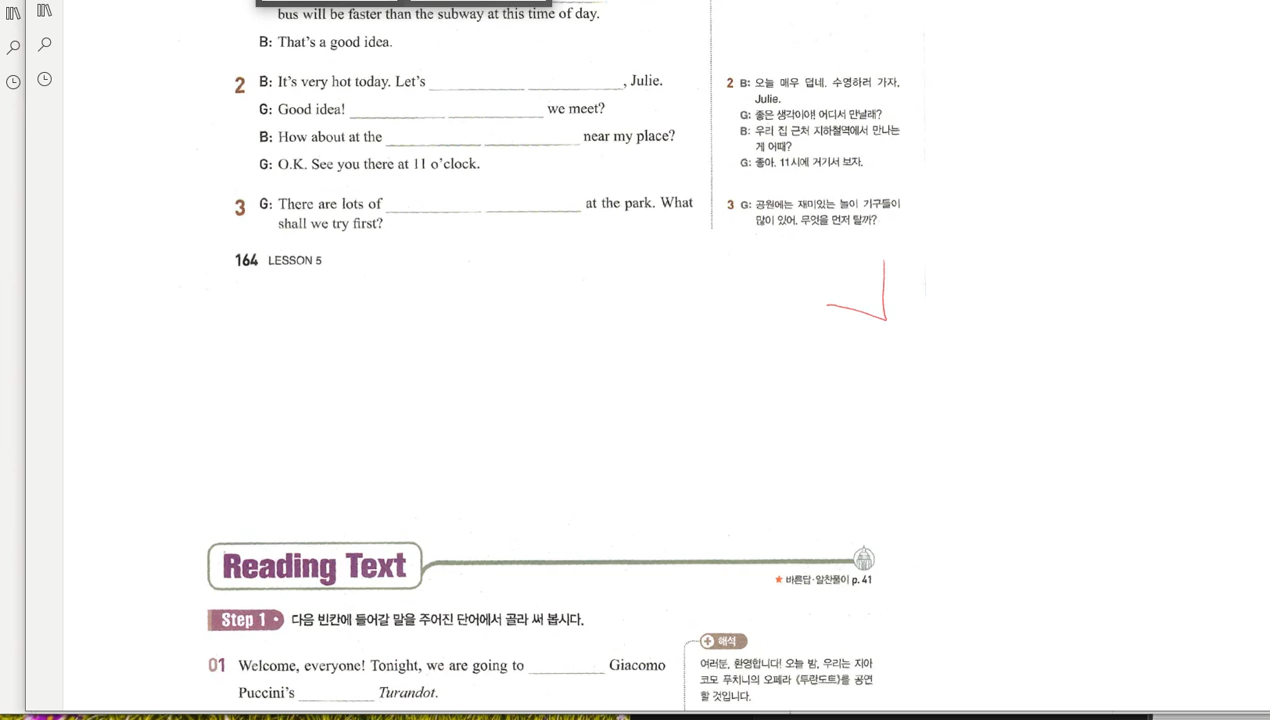 bus will be faster than the subway at this time of day.
B: That's a good idea.
2 B: It's very hot today. Let's ______ ______, Julie.
G: Good idea! ______ ______ we meet?
B: How about at the ______ ______ near my place?
G: O.K. See you there at 11 o'clock.
3 G: There are lots of ______ ______ at the park. What
shall we try first?
2 B: 오늘 매우 덥네. 수영하러 가자,
Julie.
G: 좋은 생각이야! 어디서 만날래?
B: 우리 집 근처 지하철역에서 만나는
게 어때?
G: 좋아. 11시에 거기서 보자.
3 G: 공원에는 재미있는 놀이 기구들이
많이 있어. 무엇을 먼저 탈까?
164 LESSON 5
Reading Text
★ 바른답·알찬풀이 p. 41
Step 1 • 다음 빈칸에 들어갈 말을 주어진 단어에서 골라 써 봅시다.
01 Welcome, everyone! Tonight, we are going to ______ Giacomo
Puccini's ______ Turandot.
+ 해석
여러분, 환영합니다! 오늘 밤, 우리는 지아
코모 푸치니의 오페라 《투란도트》를 공연
할 것입니다.